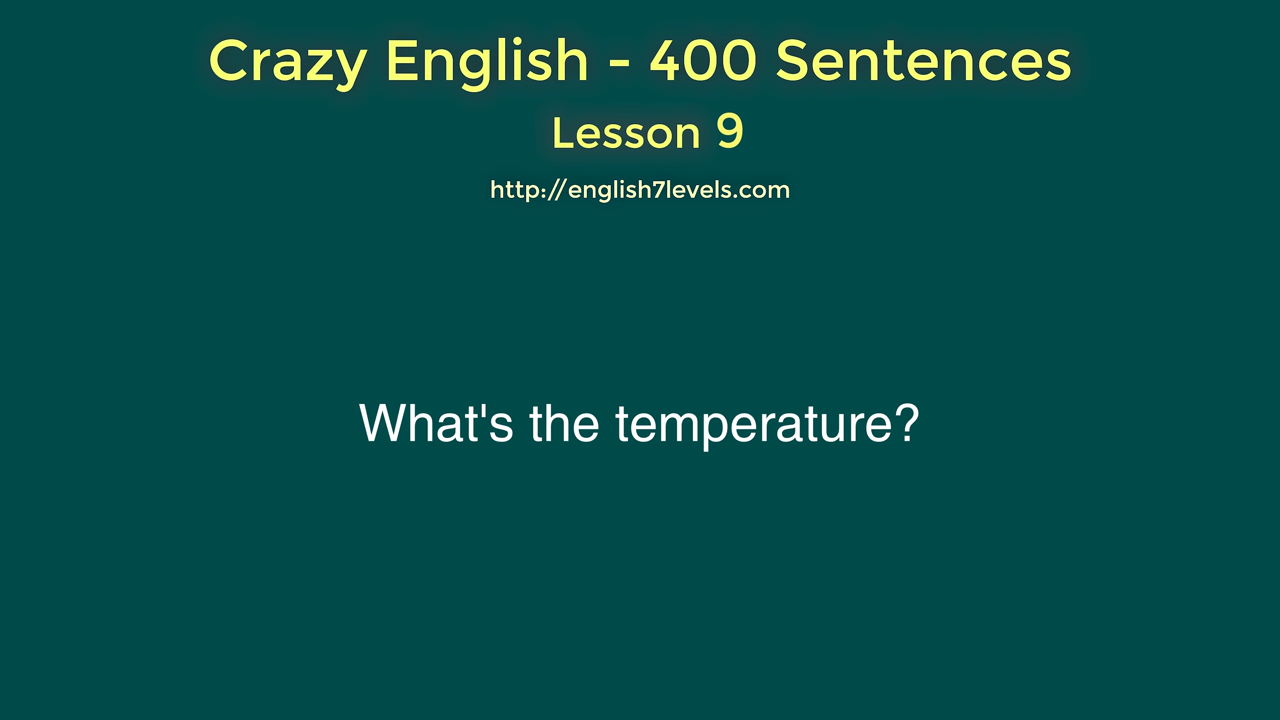 Crazy English - 400 Sentences
Lesson 9
http://english7levels.com
What's the temperature?